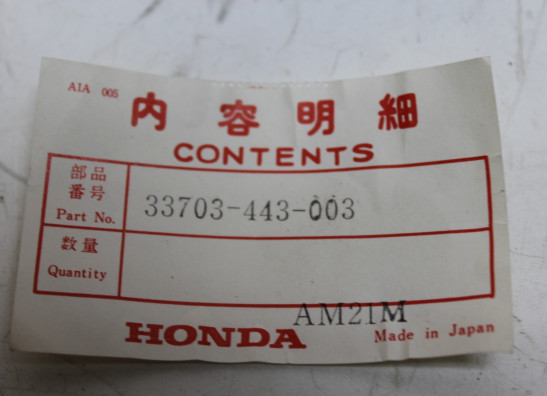 AIA 005
内容明細
CONTENTS
部品
番号
Part No.
33703-443-003
数量
Quantity
AM21M
HONDA
Made in Japan